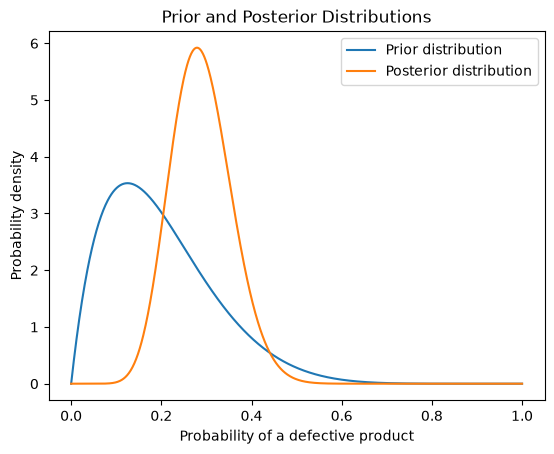 Prior and Posterior Distributions
Prior distribution
Posterior distribution
Probability density
6
5
4
3
2
1
0
0.0 0.2 0.4 0.6 0.8 1.0
Probability of a defective product